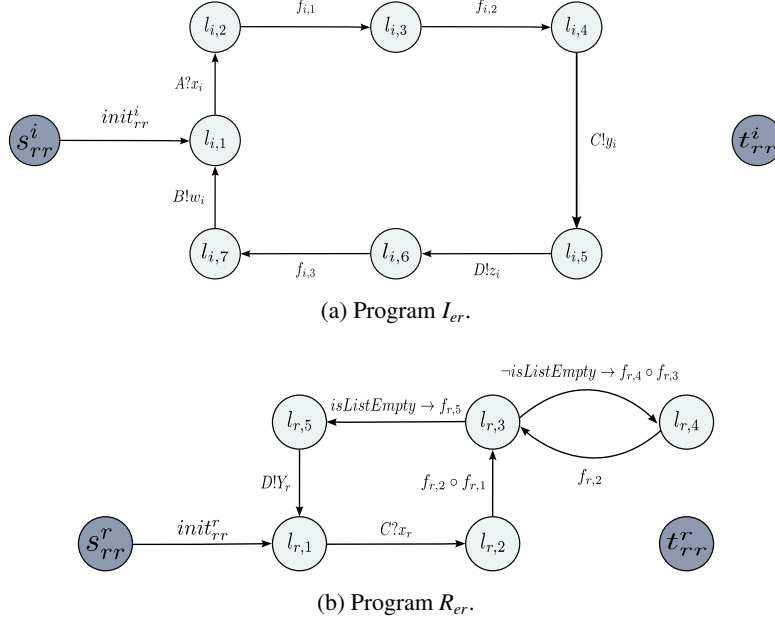 l_{i,2} f_{i,1} l_{i,3} f_{i,2} l_{i,4}
A?x_i
s^i_{rr} init^i_{rr} l_{i,1} C!y_i t^i_{rr}
B!w_i
l_{i,7} f_{i,3} l_{i,6} D!z_i l_{i,5}
(a) Program I_{er}.
¬isListEmpty → f_{r,4} ∘ f_{r,3}
l_{r,5} isListEmpty → f_{r,5} l_{r,3} l_{r,4}
D!Y_r f_{r,2} ∘ f_{r,1} f_{r,2}
s^r_{rr} init^r_{rr} l_{r,1} C?x_r l_{r,2} t^r_{rr}
(b) Program R_{er}.